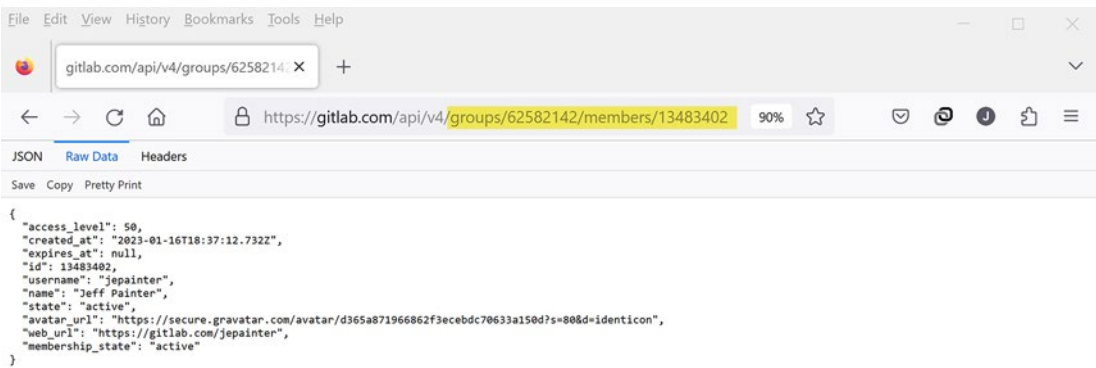 File Edit View History Bookmarks Tools Help
gitlab.com/api/v4/groups/62582142
https://gitlab.com/api/v4/groups/62582142/members/13483402 90%
J
JSON Raw Data Headers
Save Copy Pretty Print
{
"access_level": 50,
"created_at": "2023-01-16T18:37:12.732Z",
"expires_at": null,
"id": 13483402,
"username": "jepainter",
"name": "Jeff Painter",
"state": "active",
"avatar_url": "https://secure.gravatar.com/avatar/d365a871966862f3ecebdc70633a150d?s=80&d=identicon",
"web_url": "https://gitlab.com/jepainter",
"membership_state": "active"
}